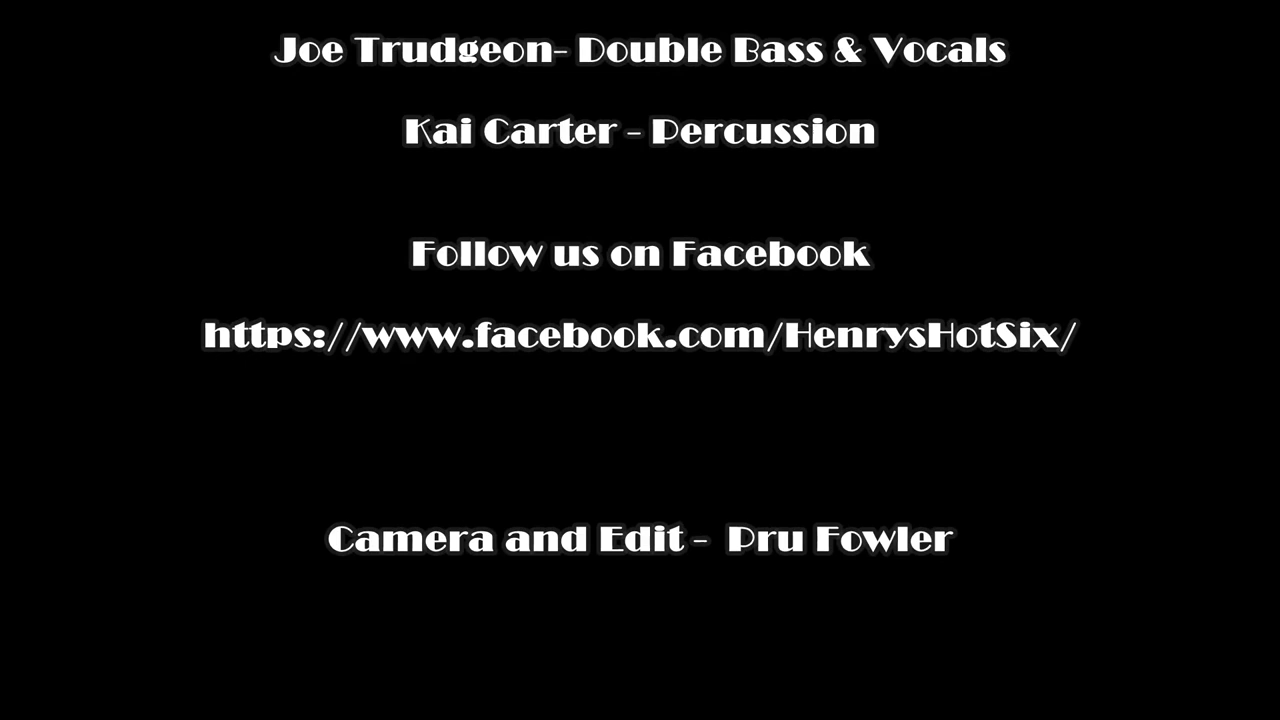 Joe Trudgeon- Double Bass & Vocals
Kai Carter - Percussion
Follow us on Facebook
https://www.facebook.com/HenrysHotSix/
Camera and Edit -  Pru Fowler